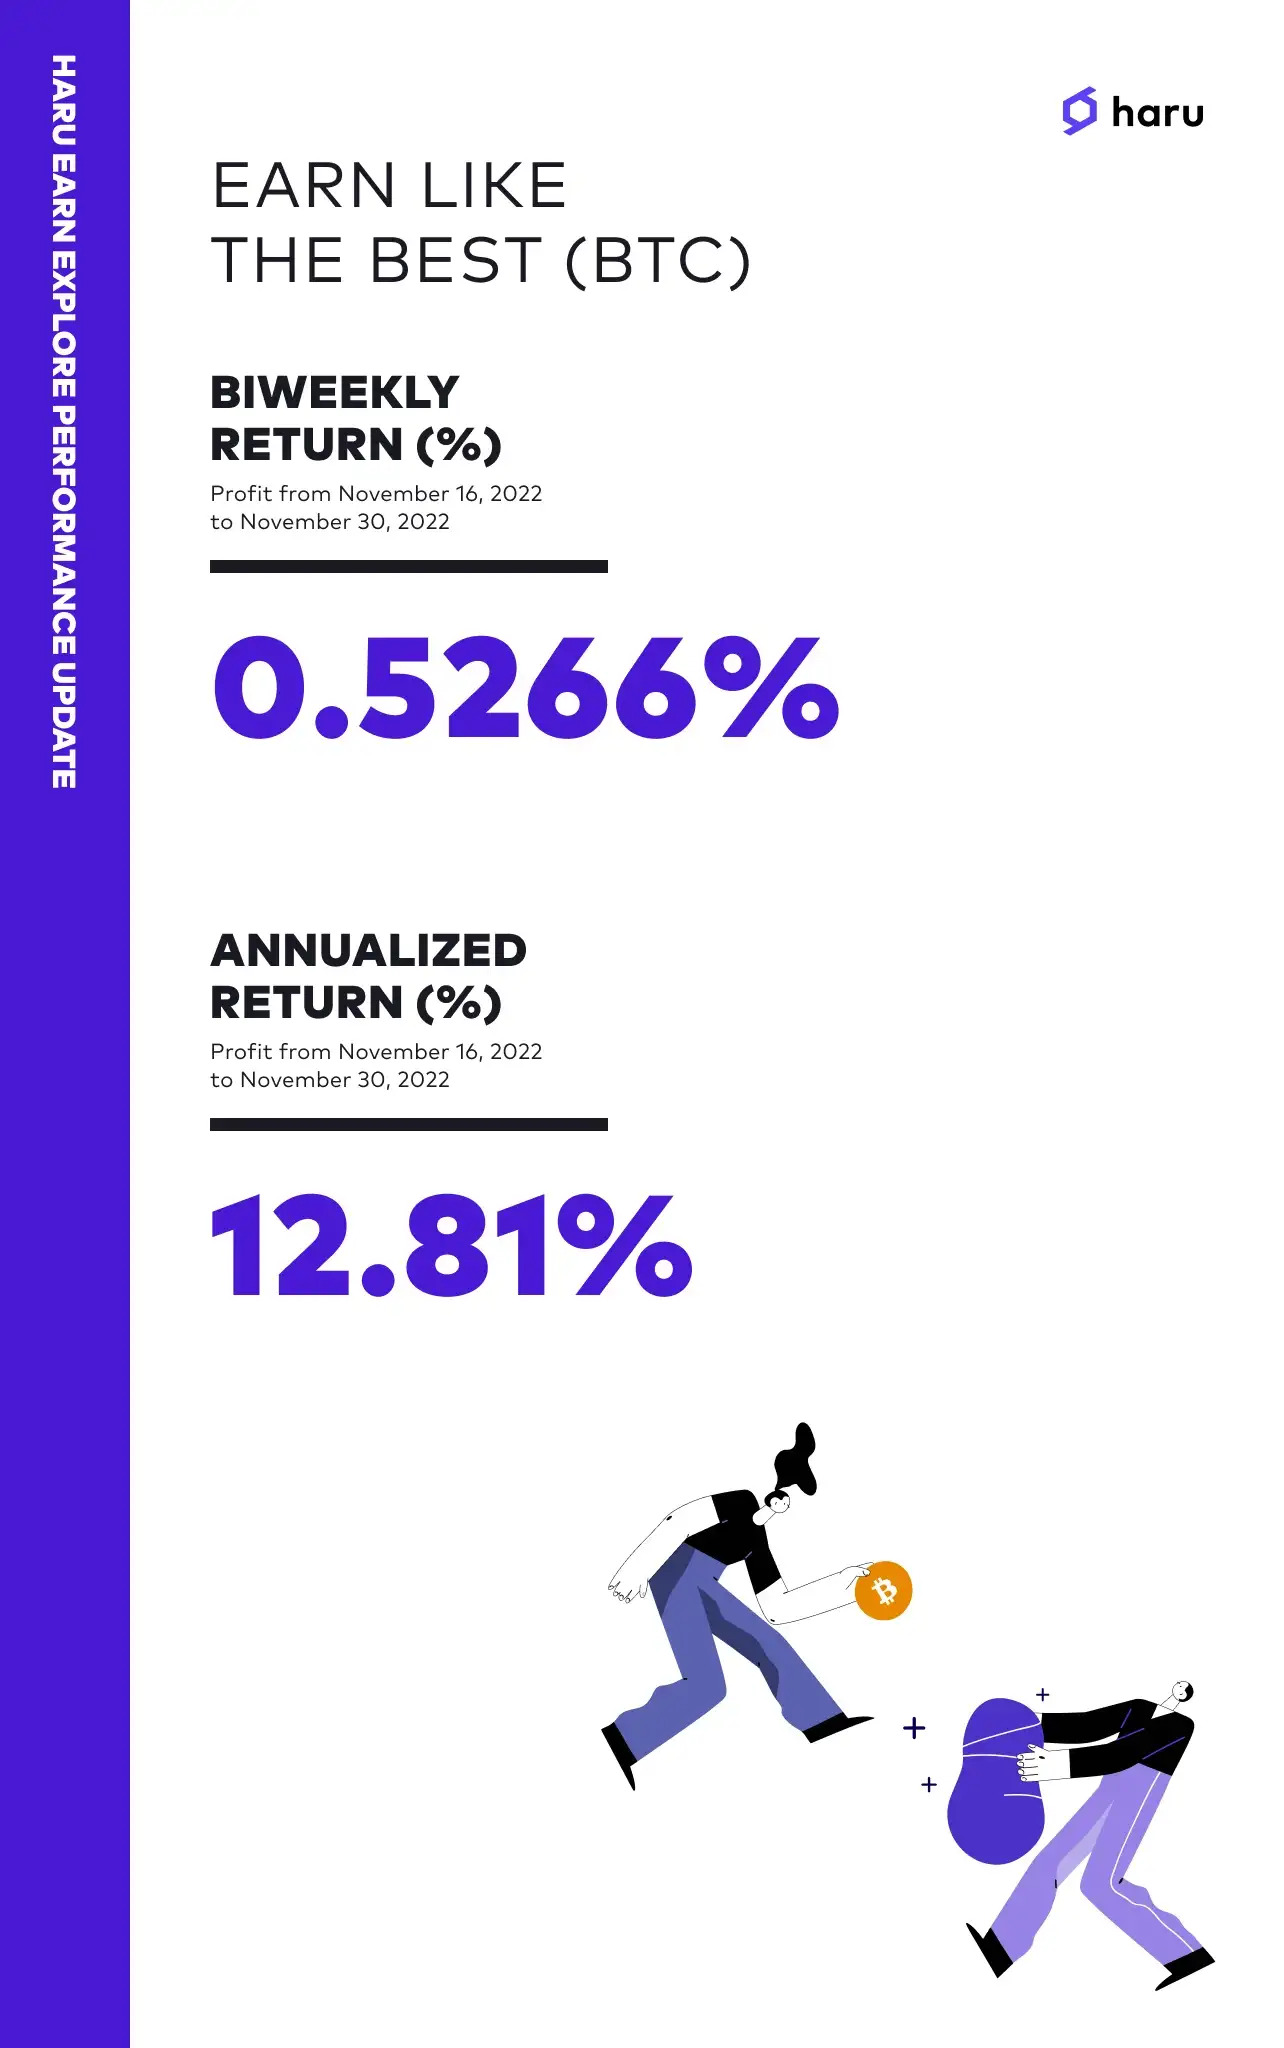 HARU EARN EXPLORE PERFORMANCE UPDATE
haru
EARN LIKE
THE BEST (BTC)
BIWEEKLY
RETURN (%)
Profit from November 16, 2022
to November 30, 2022
0.5266%
ANNUALIZED
RETURN (%)
Profit from November 16, 2022
to November 30, 2022
12.81%